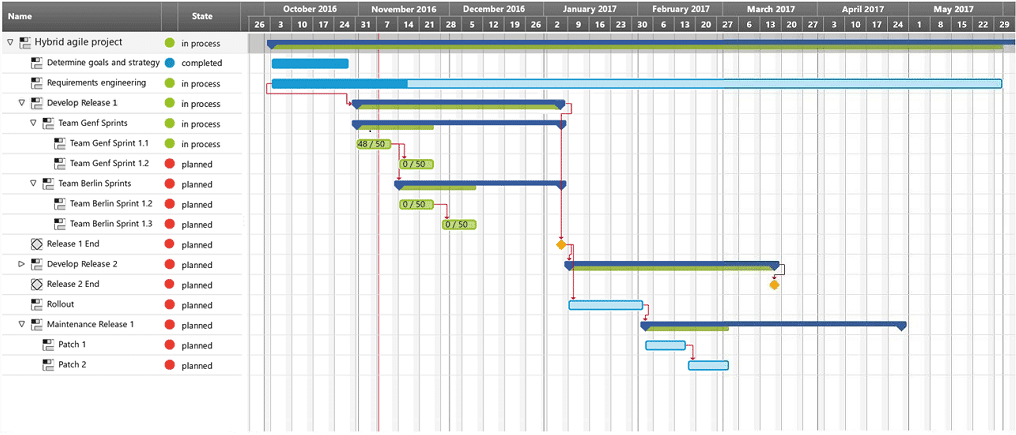 October 2016 November 2016 December 2016 January 2017 February 2017 March 2017 April 2017 May 2017
Name State 26 3 10 17 24 31 7 14 21 28 5 12 19 26 2 9 16 23 30 6 13 20 27 6 13 20 27 3 10 17 24 1 8 15 22 29
Hybrid agile project in process
Determine goals and strategy completed
Requirements engineering in process
Develop Release 1 in process
Team Genf Sprints in process
Team Genf Sprint 1.1 in process 48 / 50
Team Genf Sprint 1.2 planned 0 / 50
Team Berlin Sprints planned
Team Berlin Sprint 1.2 planned 0 / 50
Team Berlin Sprint 1.3 planned 0 / 50
Release 1 End planned
Develop Release 2 planned
Release 2 End planned
Rollout planned
Maintenance Release 1 planned
Patch 1 planned
Patch 2 planned